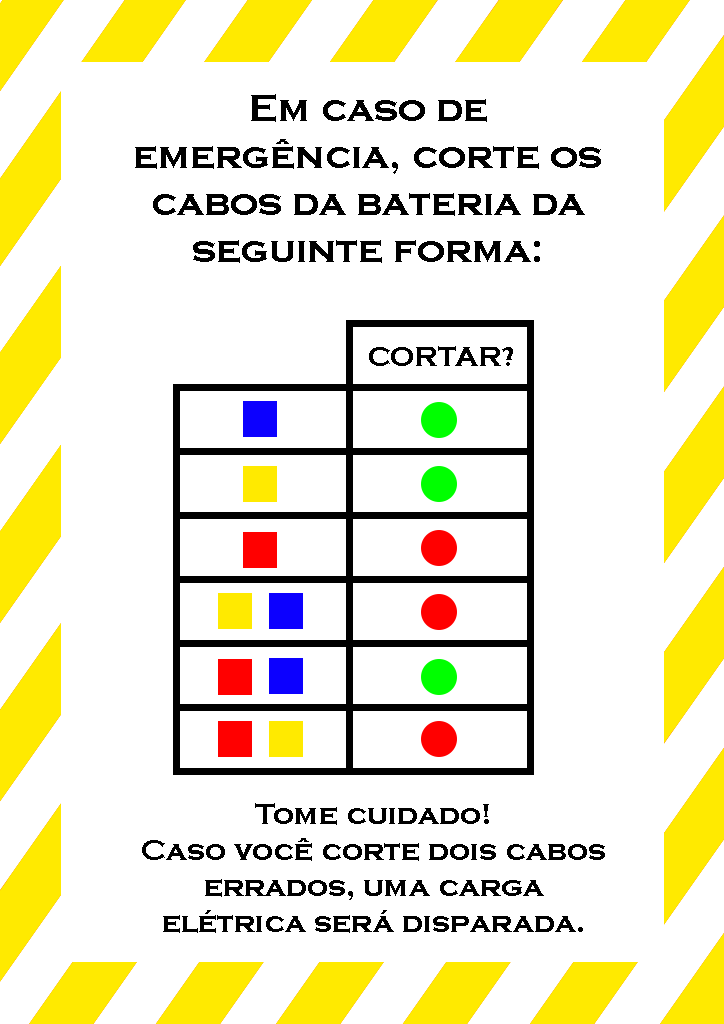 Em caso de
emergência, corte os
cabos da bateria da
seguinte forma:
CORTAR?
Tome cuidado!
Caso você corte dois cabos
errados, uma carga
elétrica será disparada.